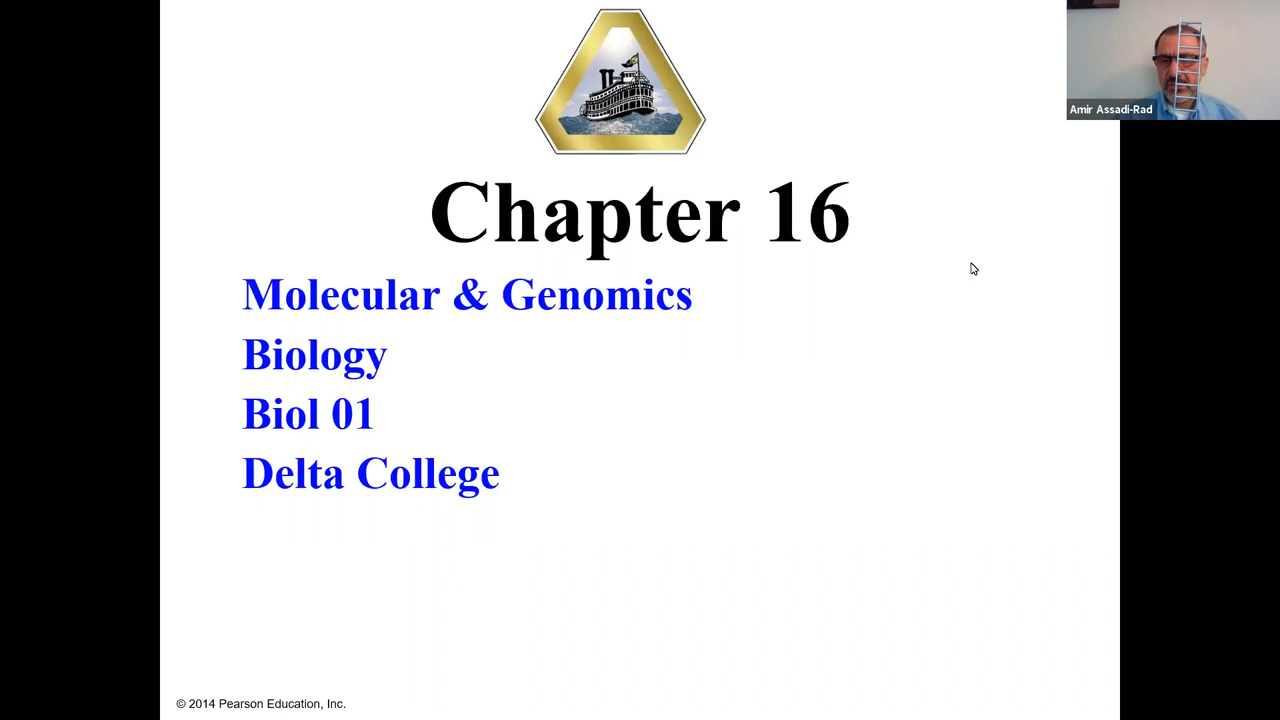 Amir Assadi-Rad
Chapter 16
Molecular & Genomics
Biology
Biol 01
Delta College
© 2014 Pearson Education, Inc.